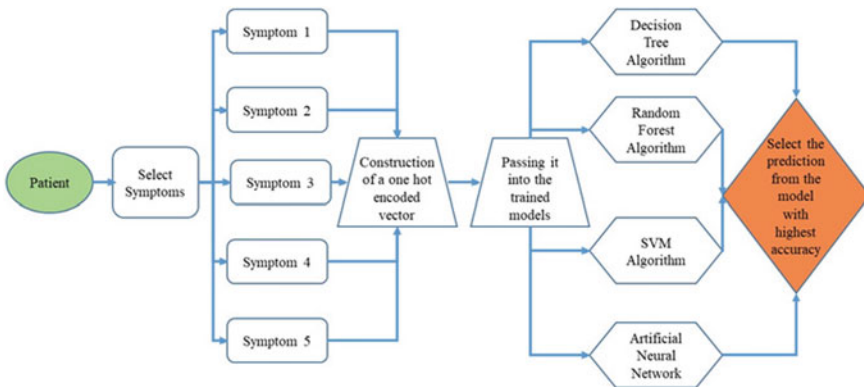 Patient
Select
Symptoms
Symptom 1
Symptom 2
Symptom 3
Symptom 4
Symptom 5
Construction
of a one hot
encoded
vector
Passing it
into the
trained
models
Decision
Tree
Algorithm
Random
Forest
Algorithm
SVM
Algorithm
Artificial
Neural
Network
Select the
prediction
from the
model
with
highest
accuracy